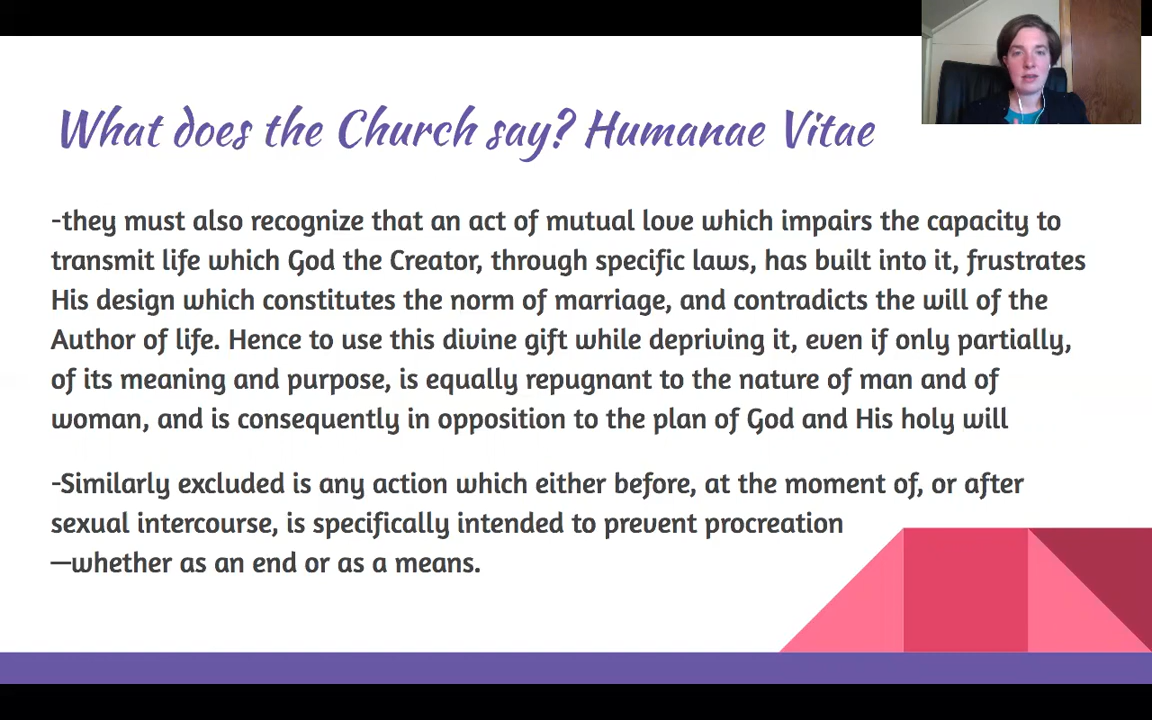 What does the Church say? Humanae Vitae
-they must also recognize that an act of mutual love which impairs the capacity to
transmit life which God the Creator, through specific laws, has built into it, frustrates
His design which constitutes the norm of marriage, and contradicts the will of the
Author of life. Hence to use this divine gift while depriving it, even if only partially,
of its meaning and purpose, is equally repugnant to the nature of man and of
woman, and is consequently in opposition to the plan of God and His holy will
-Similarly excluded is any action which either before, at the moment of, or after
sexual intercourse, is specifically intended to prevent procreation
—whether as an end or as a means.